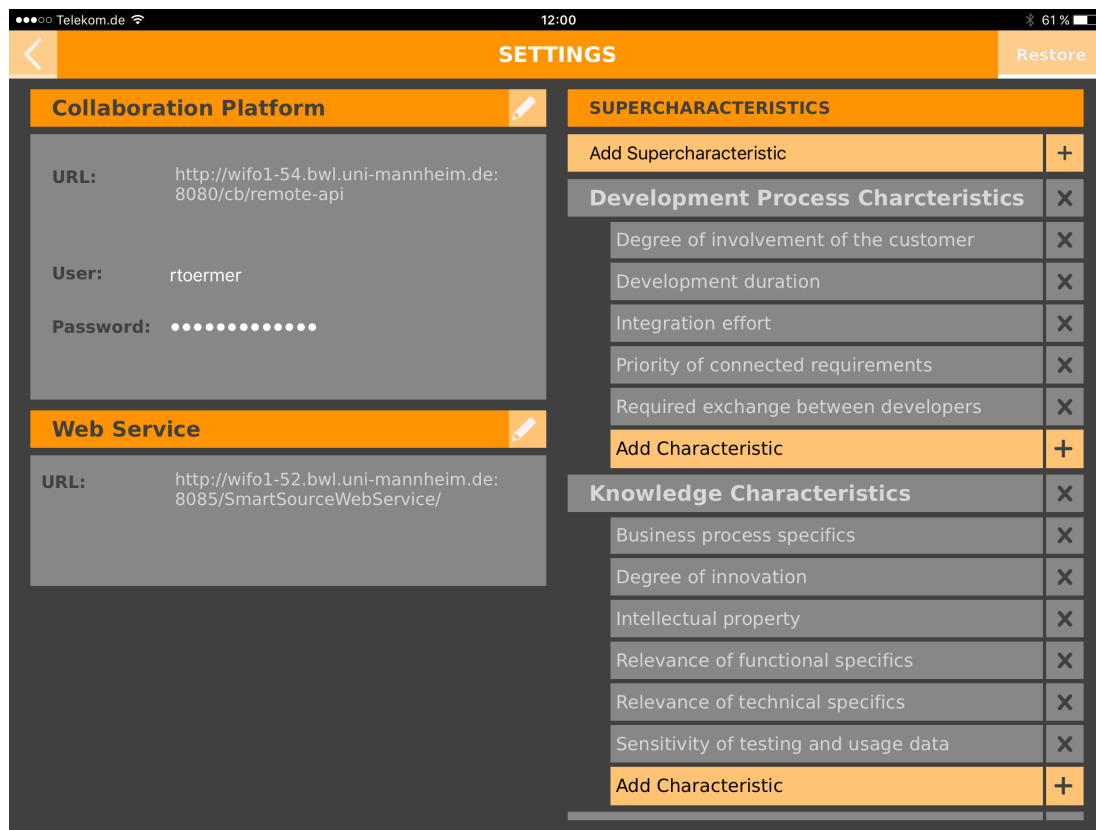 Telekom.de
12:00
61 %
SETTINGS
Restore
Collaboration Platform
URL:
http://wifo1-54.bwl.uni-mannheim.de:
8080/cb/remote-api
User:
rtoermer
Password:
●●●●●●●●●●●●●
Web Service
URL:
http://wifo1-52.bwl.uni-mannheim.de:
8085/SmartSourceWebService/
SUPERCHARACTERISTICS
Add Supercharacteristic +
Development Process Charcteristics X
Degree of involvement of the customer X
Development duration X
Integration effort X
Priority of connected requirements X
Required exchange between developers X
Add Characteristic +
Knowledge Characteristics X
Business process specifics X
Degree of innovation X
Intellectual property X
Relevance of functional specifics X
Relevance of technical specifics X
Sensitivity of testing and usage data X
Add Characteristic +